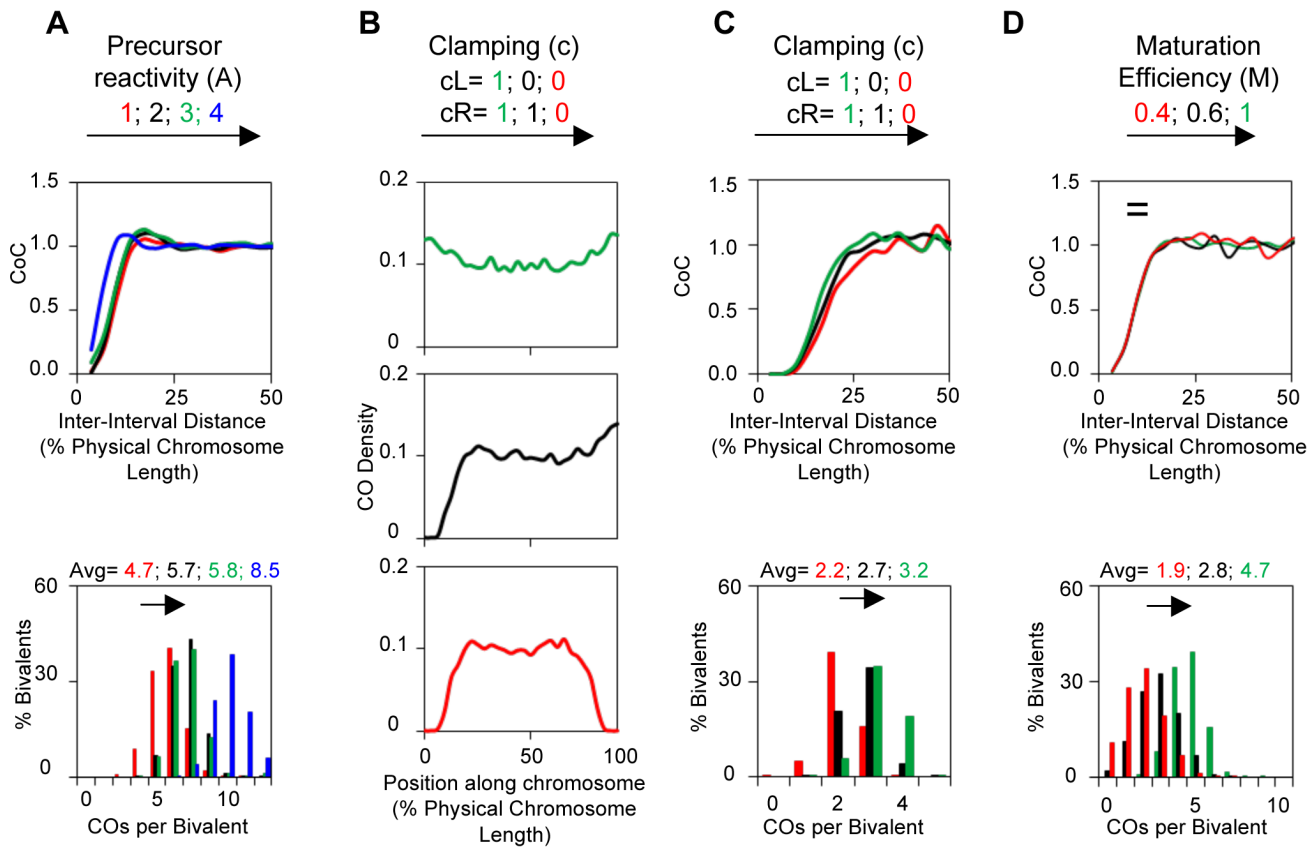 A
Precursor
reactivity (A)
1; 2; 3; 4
1.5
1.0
0.5
0.0
CoC
0
25
50
Inter-Interval Distance
(% Physical Chromosome
Length)
Avg= 4.7; 5.7; 5.8; 8.5
60
30
0
% Bivalents
0
5
10
COs per Bivalent
B
Clamping (c)
cL= 1; 0; 0
cR= 1; 1; 0
0.2
0.1
0
0.2
0.1
0
CO Density
0.2
0.1
0
0
50
100
Position along chromosome
(% Physical Chromosome
Length)
C
Clamping (c)
cL= 1; 0; 0
cR= 1; 1; 0
1.5
1.0
0.5
0.0
CoC
0
25
50
Inter-Interval Distance
(% Physical Chromosome
Length)
Avg= 2.2; 2.7; 3.2
60
30
0
% Bivalents
0
2
4
COs per Bivalent
D
Maturation
Efficiency (M)
0.4; 0.6; 1
1.5
1.0
0.5
0.0
CoC
=
0
25
50
Inter-Interval Distance
(% Physical Chromosome
Length)
Avg= 1.9; 2.8; 4.7
60
30
0
% Bivalents
0
5
10
COs per Bivalent